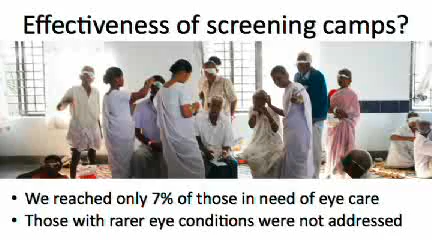 Effectiveness of screening camps?
• We reached only 7% of those in need of eye care
• Those with rarer eye conditions were not addressed